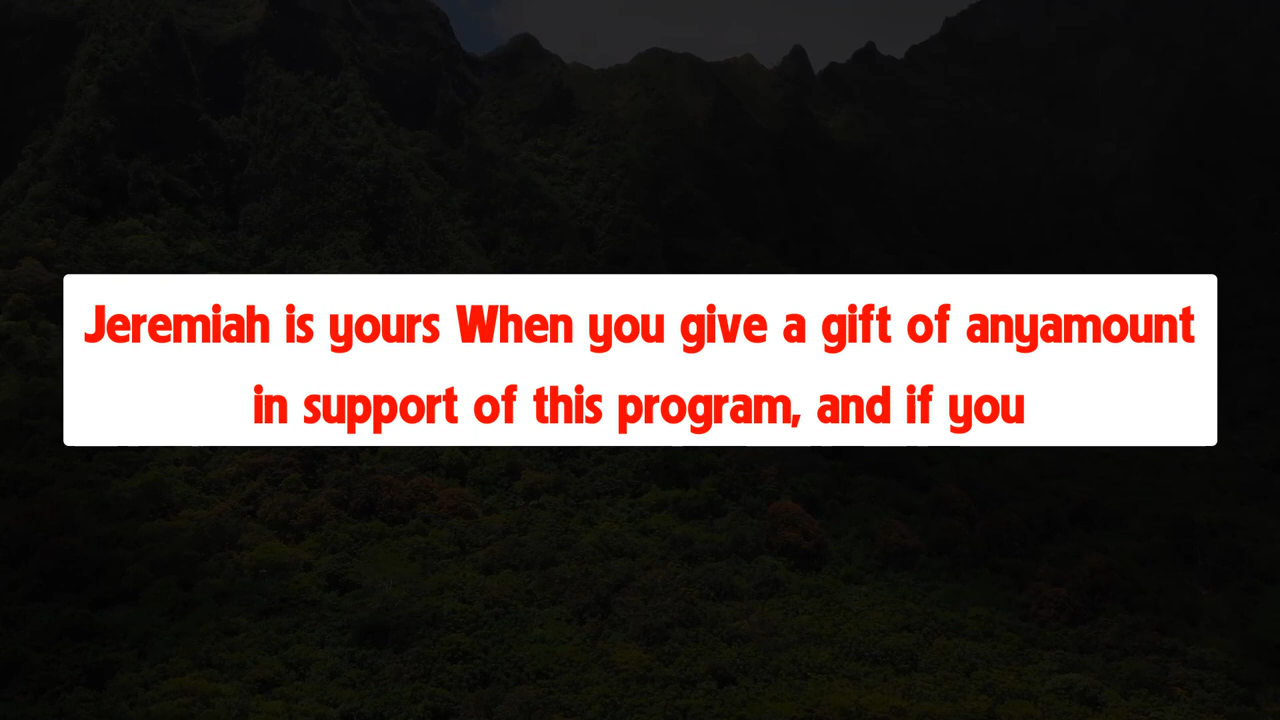 Jeremiah is yours When you give a gift of anyamount
in support of this program, and if you